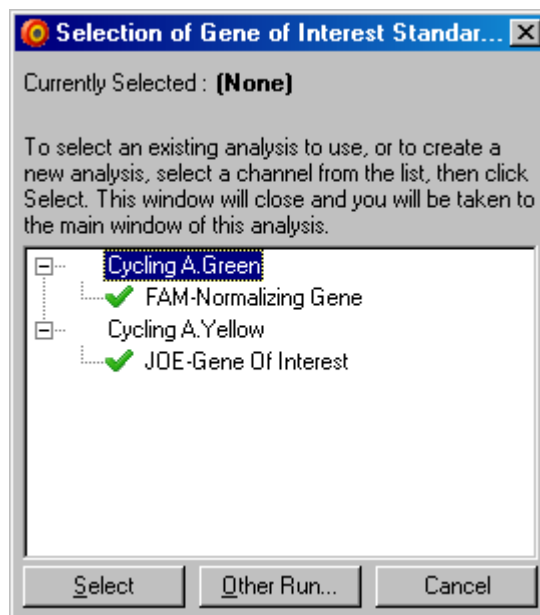 Selection of Gene of Interest Standar...
Currently Selected : (None)
To select an existing analysis to use, or to create a
new analysis, select a channel from the list, then click
Select. This window will close and you will be taken to
the main window of this analysis.
Cycling A.Green
FAM-Normalizing Gene
Cycling A.Yellow
JOE-Gene Of Interest
Select
Other Run...
Cancel